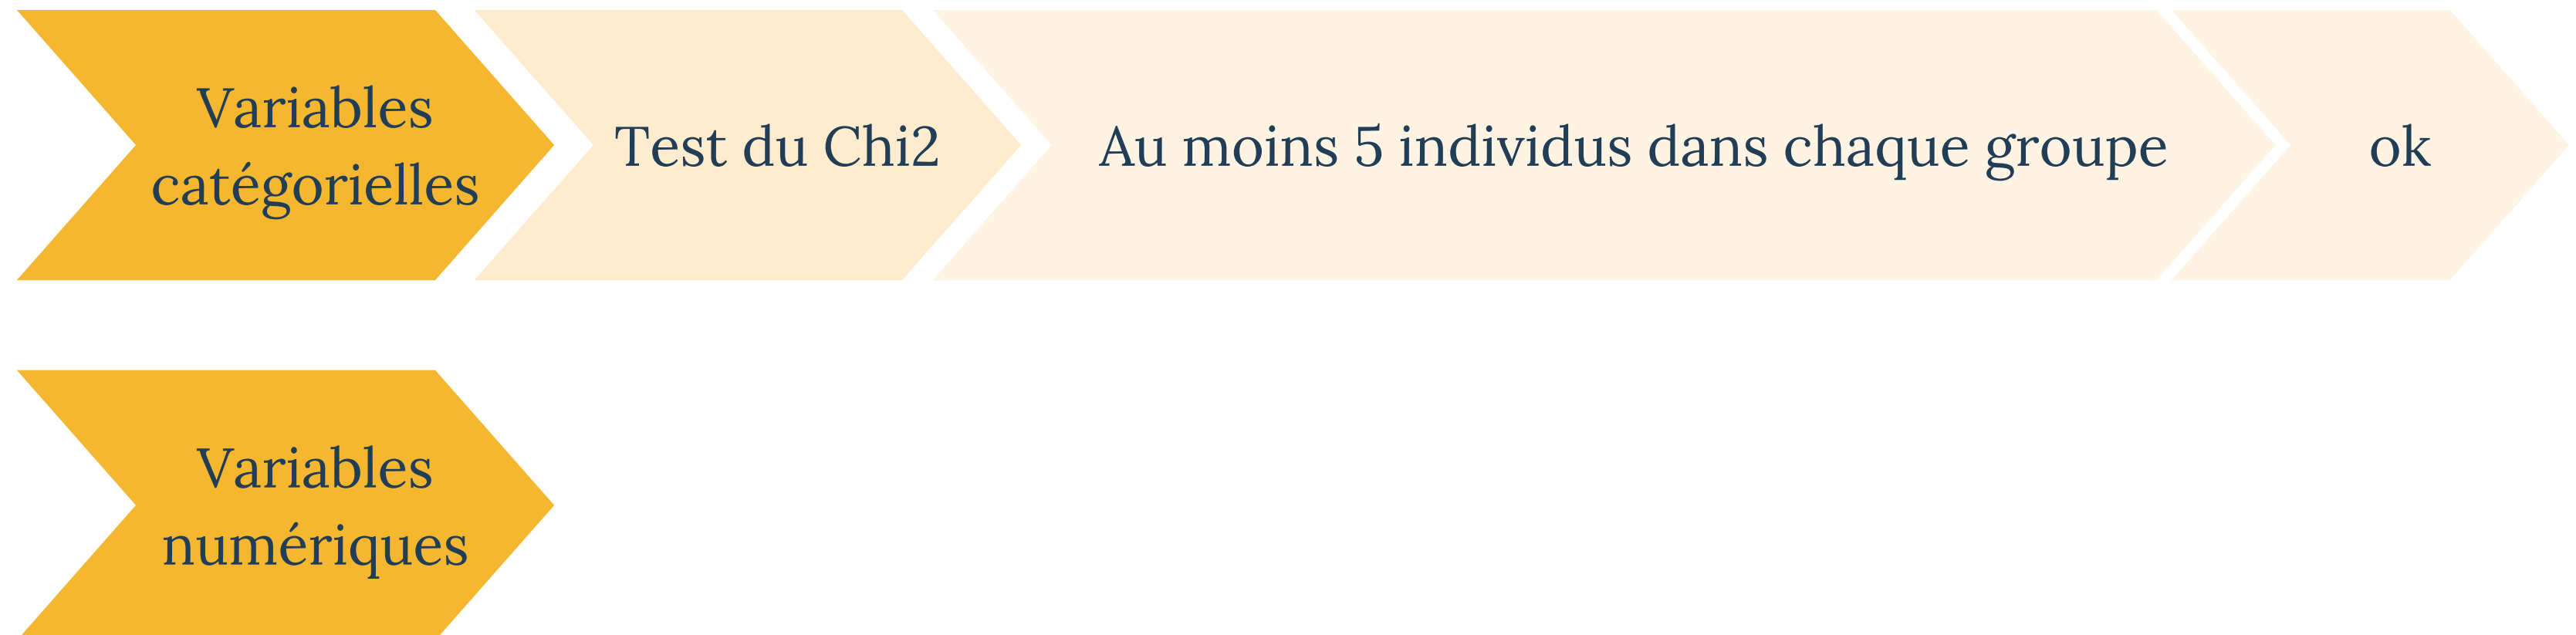 Variables
catégorielles
Test du Chi2
Au moins 5 individus dans chaque groupe
ok
Variables
numériques